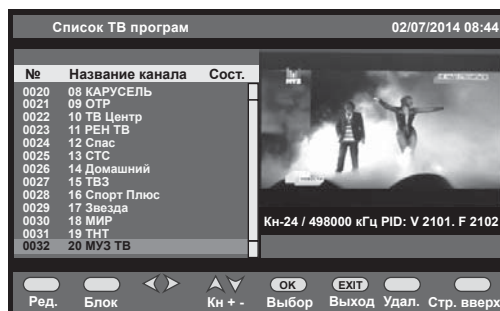 Список ТВ програм 02/07/2014 08:44
№ Название канала Сост.
0020 08 КАРУСЕЛЬ
0021 09 ОТР
0022 10 ТВ Центр
0023 11 РЕН ТВ
0024 12 Спас
0025 13 СТС
0026 14 Домашний
0027 15 ТВ3
0028 16 Спорт Плюс
0029 17 Звезда
0030 18 МИР
0031 19 ТНТ
0032 20 МУЗ ТВ
Кн-24 / 498000 кГц PID: V 2101. F 2102
OK EXIT
Ред. Блок Кн + - Выбор Выход Удал. Стр. вверх